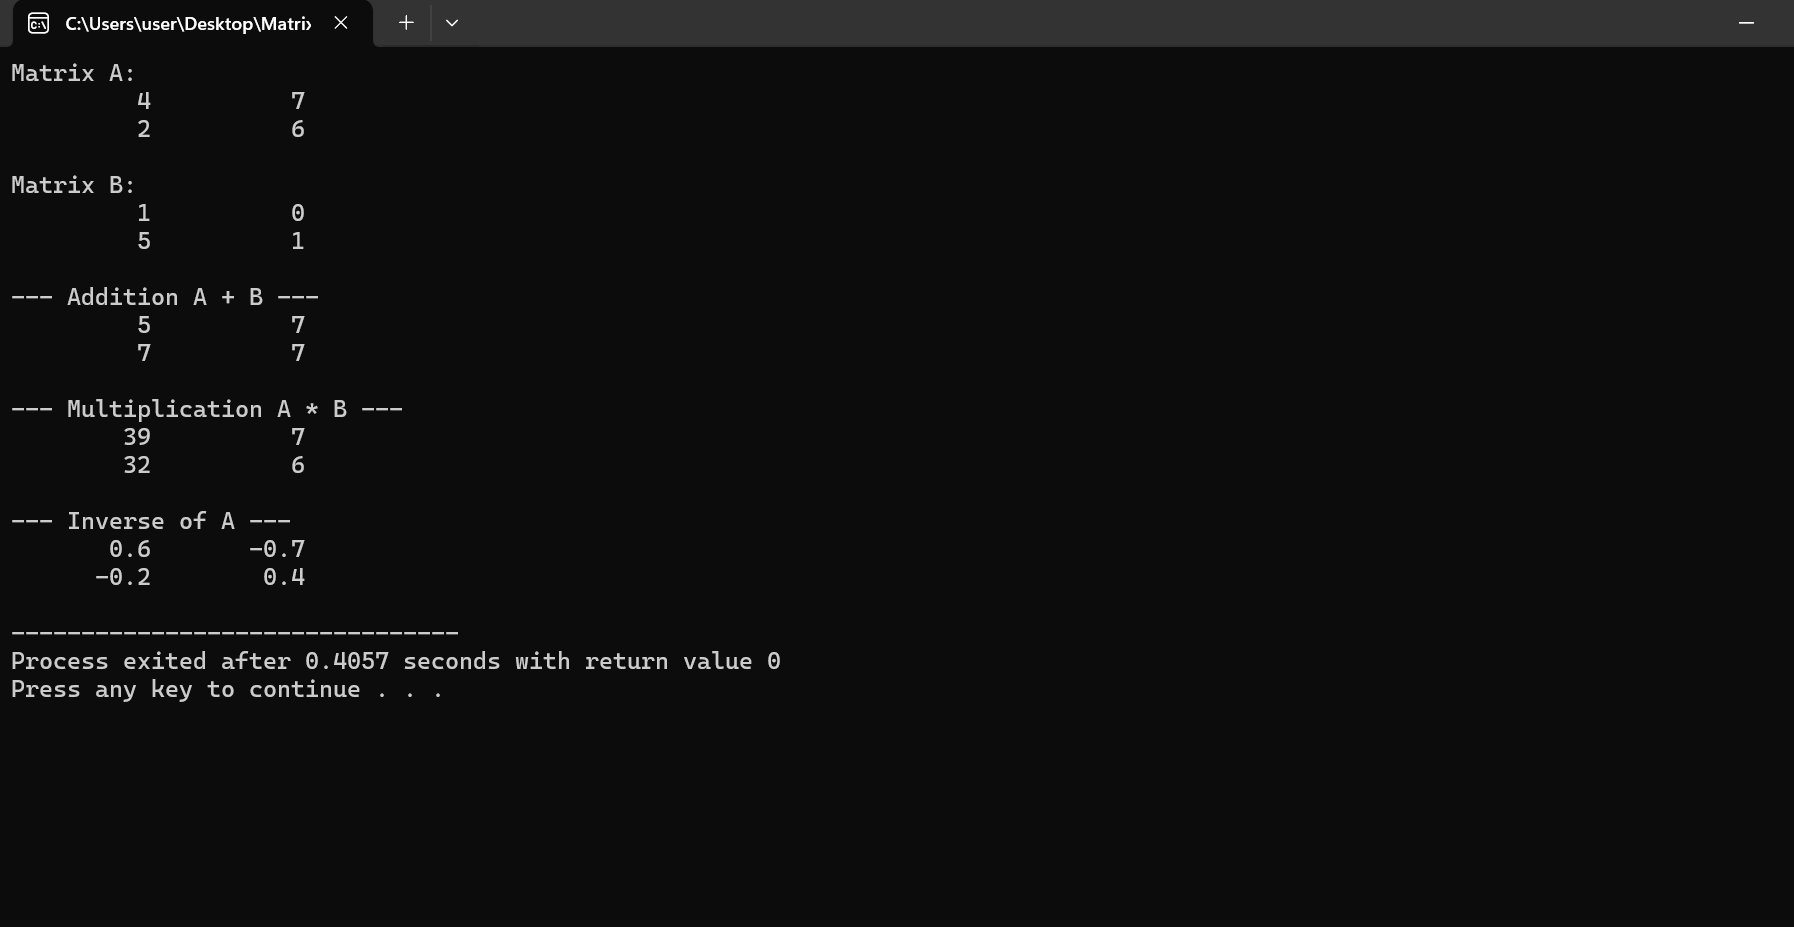 C:\Users\user\Desktop\Matrix
Matrix A:
         4          7
         2          6
Matrix B:
         1          0
         5          1
--- Addition A + B ---
         5          7
         7          7
--- Multiplication A * B ---
        39          7
        32          6
--- Inverse of A ---
       0.6       -0.7
      -0.2        0.4
--------------------------------
Process exited after 0.4057 seconds with return value 0
Press any key to continue . . .